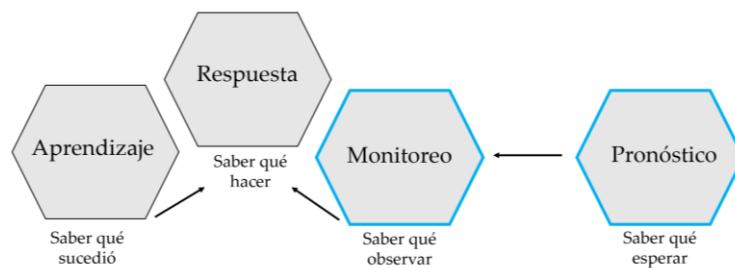 Respuesta
Aprendizaje
Monitoreo
Pronóstico
Saber qué
hacer
Saber qué
sucedió
Saber qué
observar
Saber qué
esperar